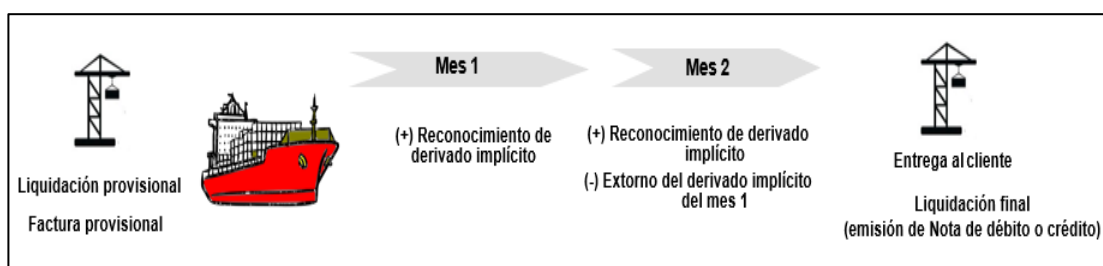 Liquidación provisional
Factura provisional
Mes 1
(+) Reconocimiento de
derivado implícito
Mes 2
(+) Reconocimiento de derivado
implícito
(-) Extorno del derivado implícito
del mes 1
Entrega al cliente
Liquidación final
(emisión de Nota de débito o crédito)